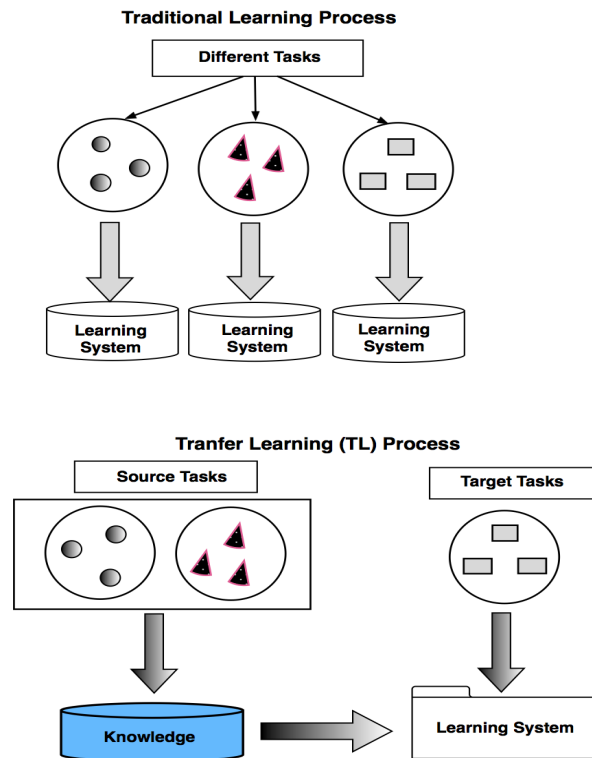 Traditional Learning Process
Different Tasks
Learning
System
Learning
System
Learning
System
Tranfer Learning (TL) Process
Source Tasks
Target Tasks
Knowledge
Learning System